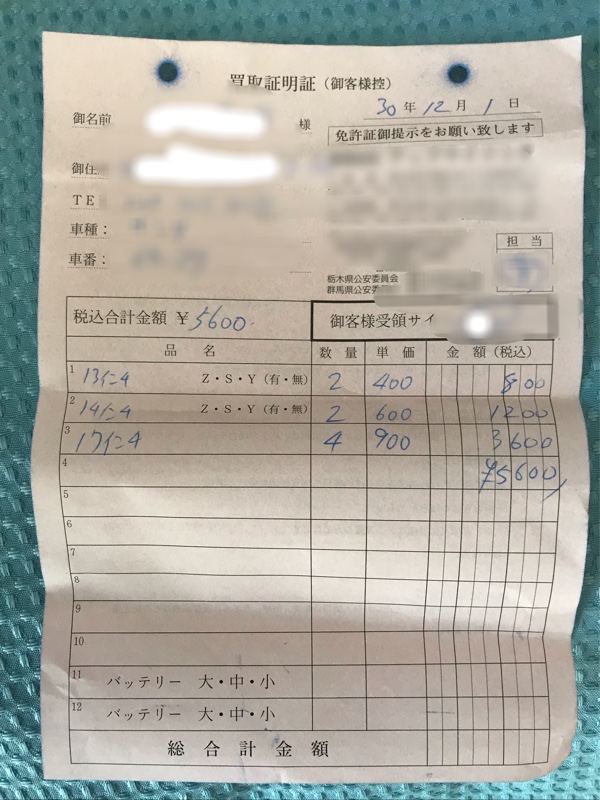 買取証明証（御客様控）
30年12月1日
御名前 様
免許証御提示をお願い致します
御住
TE
車種：
車番：
担当
栃木県公安委員会
群馬県公安委
税込合計金額 ¥5600.
御客様受領サイ
品名 数量 単価 金額(税込)
1 13インチ Z・S・Y（有・無） 2 400 800
2 14インチ Z・S・Y（有・無） 2 600 1200
3 17インチ 4 900 3600
4 ¥5600
5
6
7
8
9
10
11 バッテリー 大・中・小
12 バッテリー 大・中・小
総合計金額